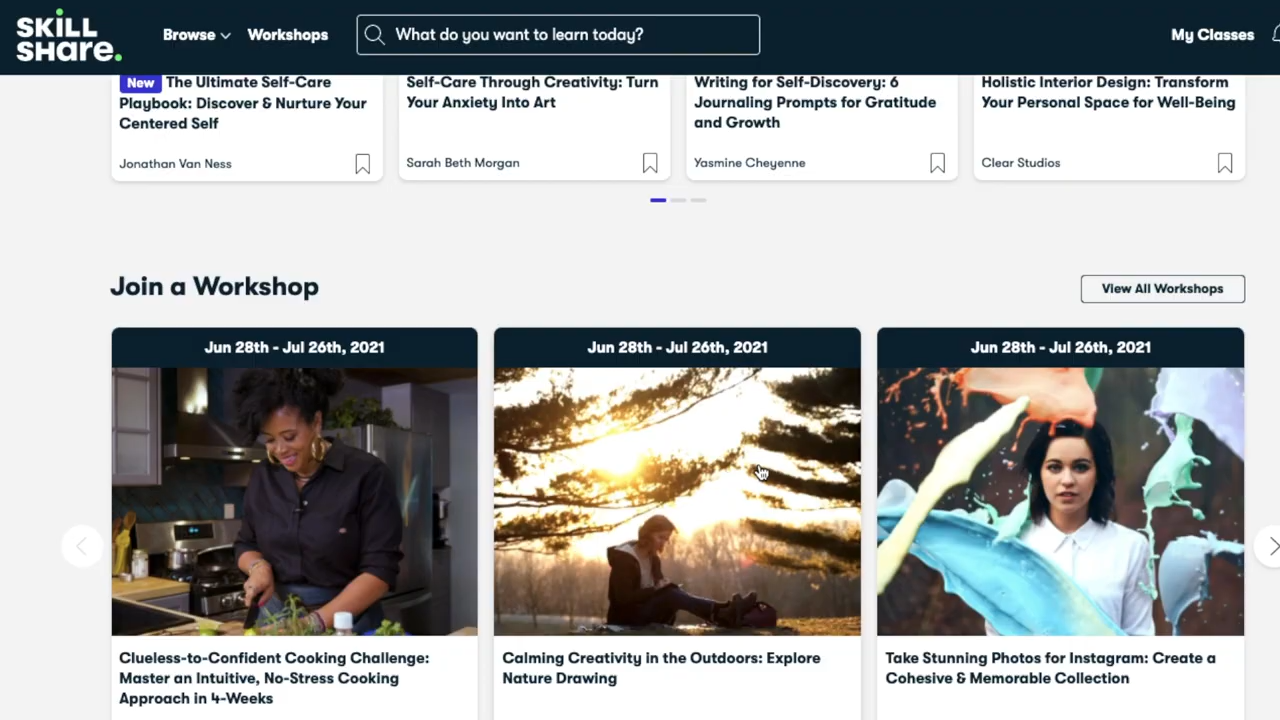 SKILL
SHARE.
Browse
Workshops
What do you want to learn today?
My Classes
New The Ultimate Self-Care
Playbook: Discover & Nurture Your
Centered Self
Jonathan Van Ness
Self-Care Through Creativity: Turn
Your Anxiety Into Art
Sarah Beth Morgan
Writing for Self-Discovery: 6
Journaling Prompts for Gratitude
and Growth
Yasmine Cheyenne
Holistic Interior Design: Transform
Your Personal Space for Well-Being
Clear Studios
Join a Workshop
View All Workshops
Jun 28th - Jul 26th, 2021
Clueless-to-Confident Cooking Challenge:
Master an Intuitive, No-Stress Cooking
Approach in 4-Weeks
Jun 28th - Jul 26th, 2021
Calming Creativity in the Outdoors: Explore
Nature Drawing
Jun 28th - Jul 26th, 2021
Take Stunning Photos for Instagram: Create a
Cohesive & Memorable Collection